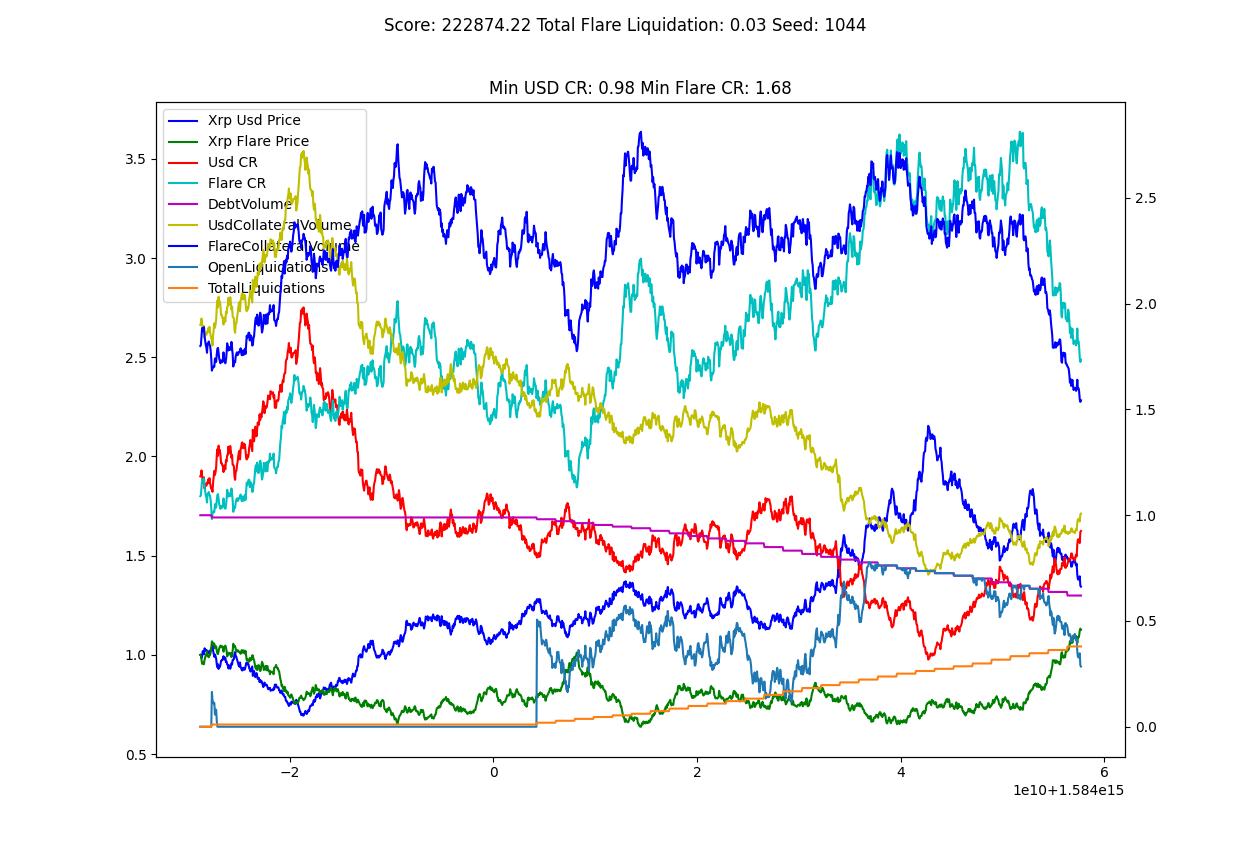 Score: 222874.22 Total Flare Liquidation: 0.03 Seed: 1044
Min USD CR: 0.98 Min Flare CR: 1.68
Xrp Usd Price
Xrp Flare Price
Usd CR
Flare CR
DebtVolume
UsdCollateralVolume
FlareCollateralVolume
OpenLiquidations
TotalLiquidations
3.5
3.0
2.5
2.0
1.5
1.0
0.5
2.5
2.0
1.5
1.0
0.5
0.0
−2
0
2
4
6
1e10+1.584e15